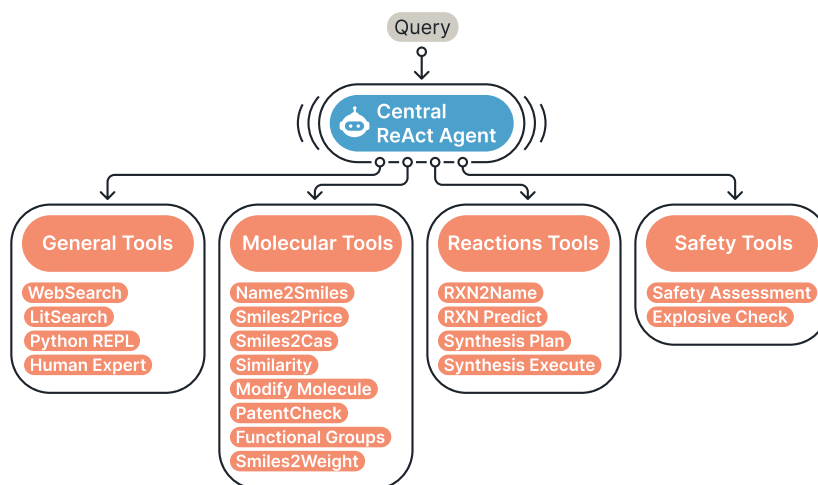 Query
Central
ReAct Agent
General Tools
WebSearch
LitSearch
Python REPL
Human Expert
Molecular Tools
Name2Smiles
Smiles2Price
Smiles2Cas
Similarity
Modify Molecule
PatentCheck
Functional Groups
Smiles2Weight
Reactions Tools
RXN2Name
RXN Predict
Synthesis Plan
Synthesis Execute
Safety Tools
Safety Assessment
Explosive Check